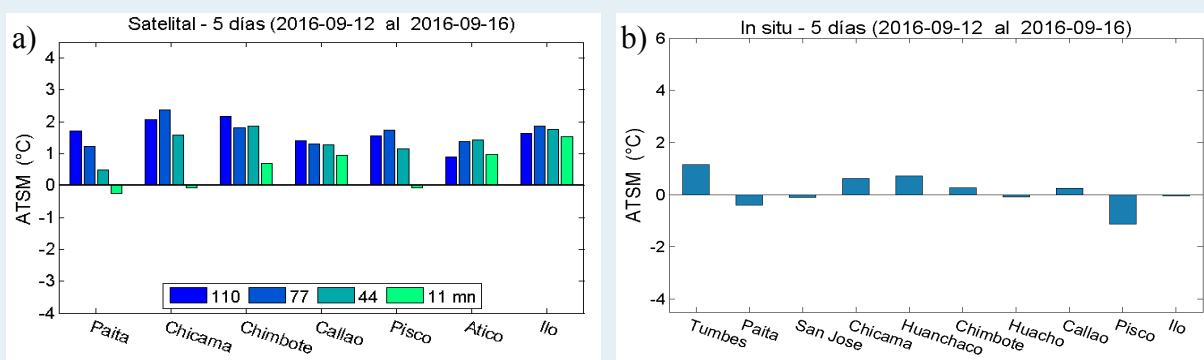 a)
Satelital - 5 días (2016-09-12 al 2016-09-16)
ATSM (°C)
4
3
2
1
0
-1
-2
-3
-4
110 77 44 11 mn
Paita Chicama Chimbote Callao Pisco Atico Ilo
b)
In situ - 5 días (2016-09-12 al 2016-09-16)
ATSM (°C)
6
4
2
0
-2
-4
Tumbes Paita San Jose Chicama Huanchaco Chimbote Huacho Callao Pisco Ilo